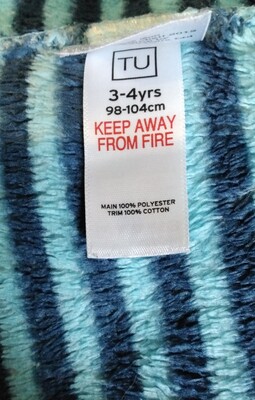 TU
3-4yrs
98-104cm
KEEP AWAY
FROM FIRE
MAIN 100% POLYESTER
TRIM 100% COTTON